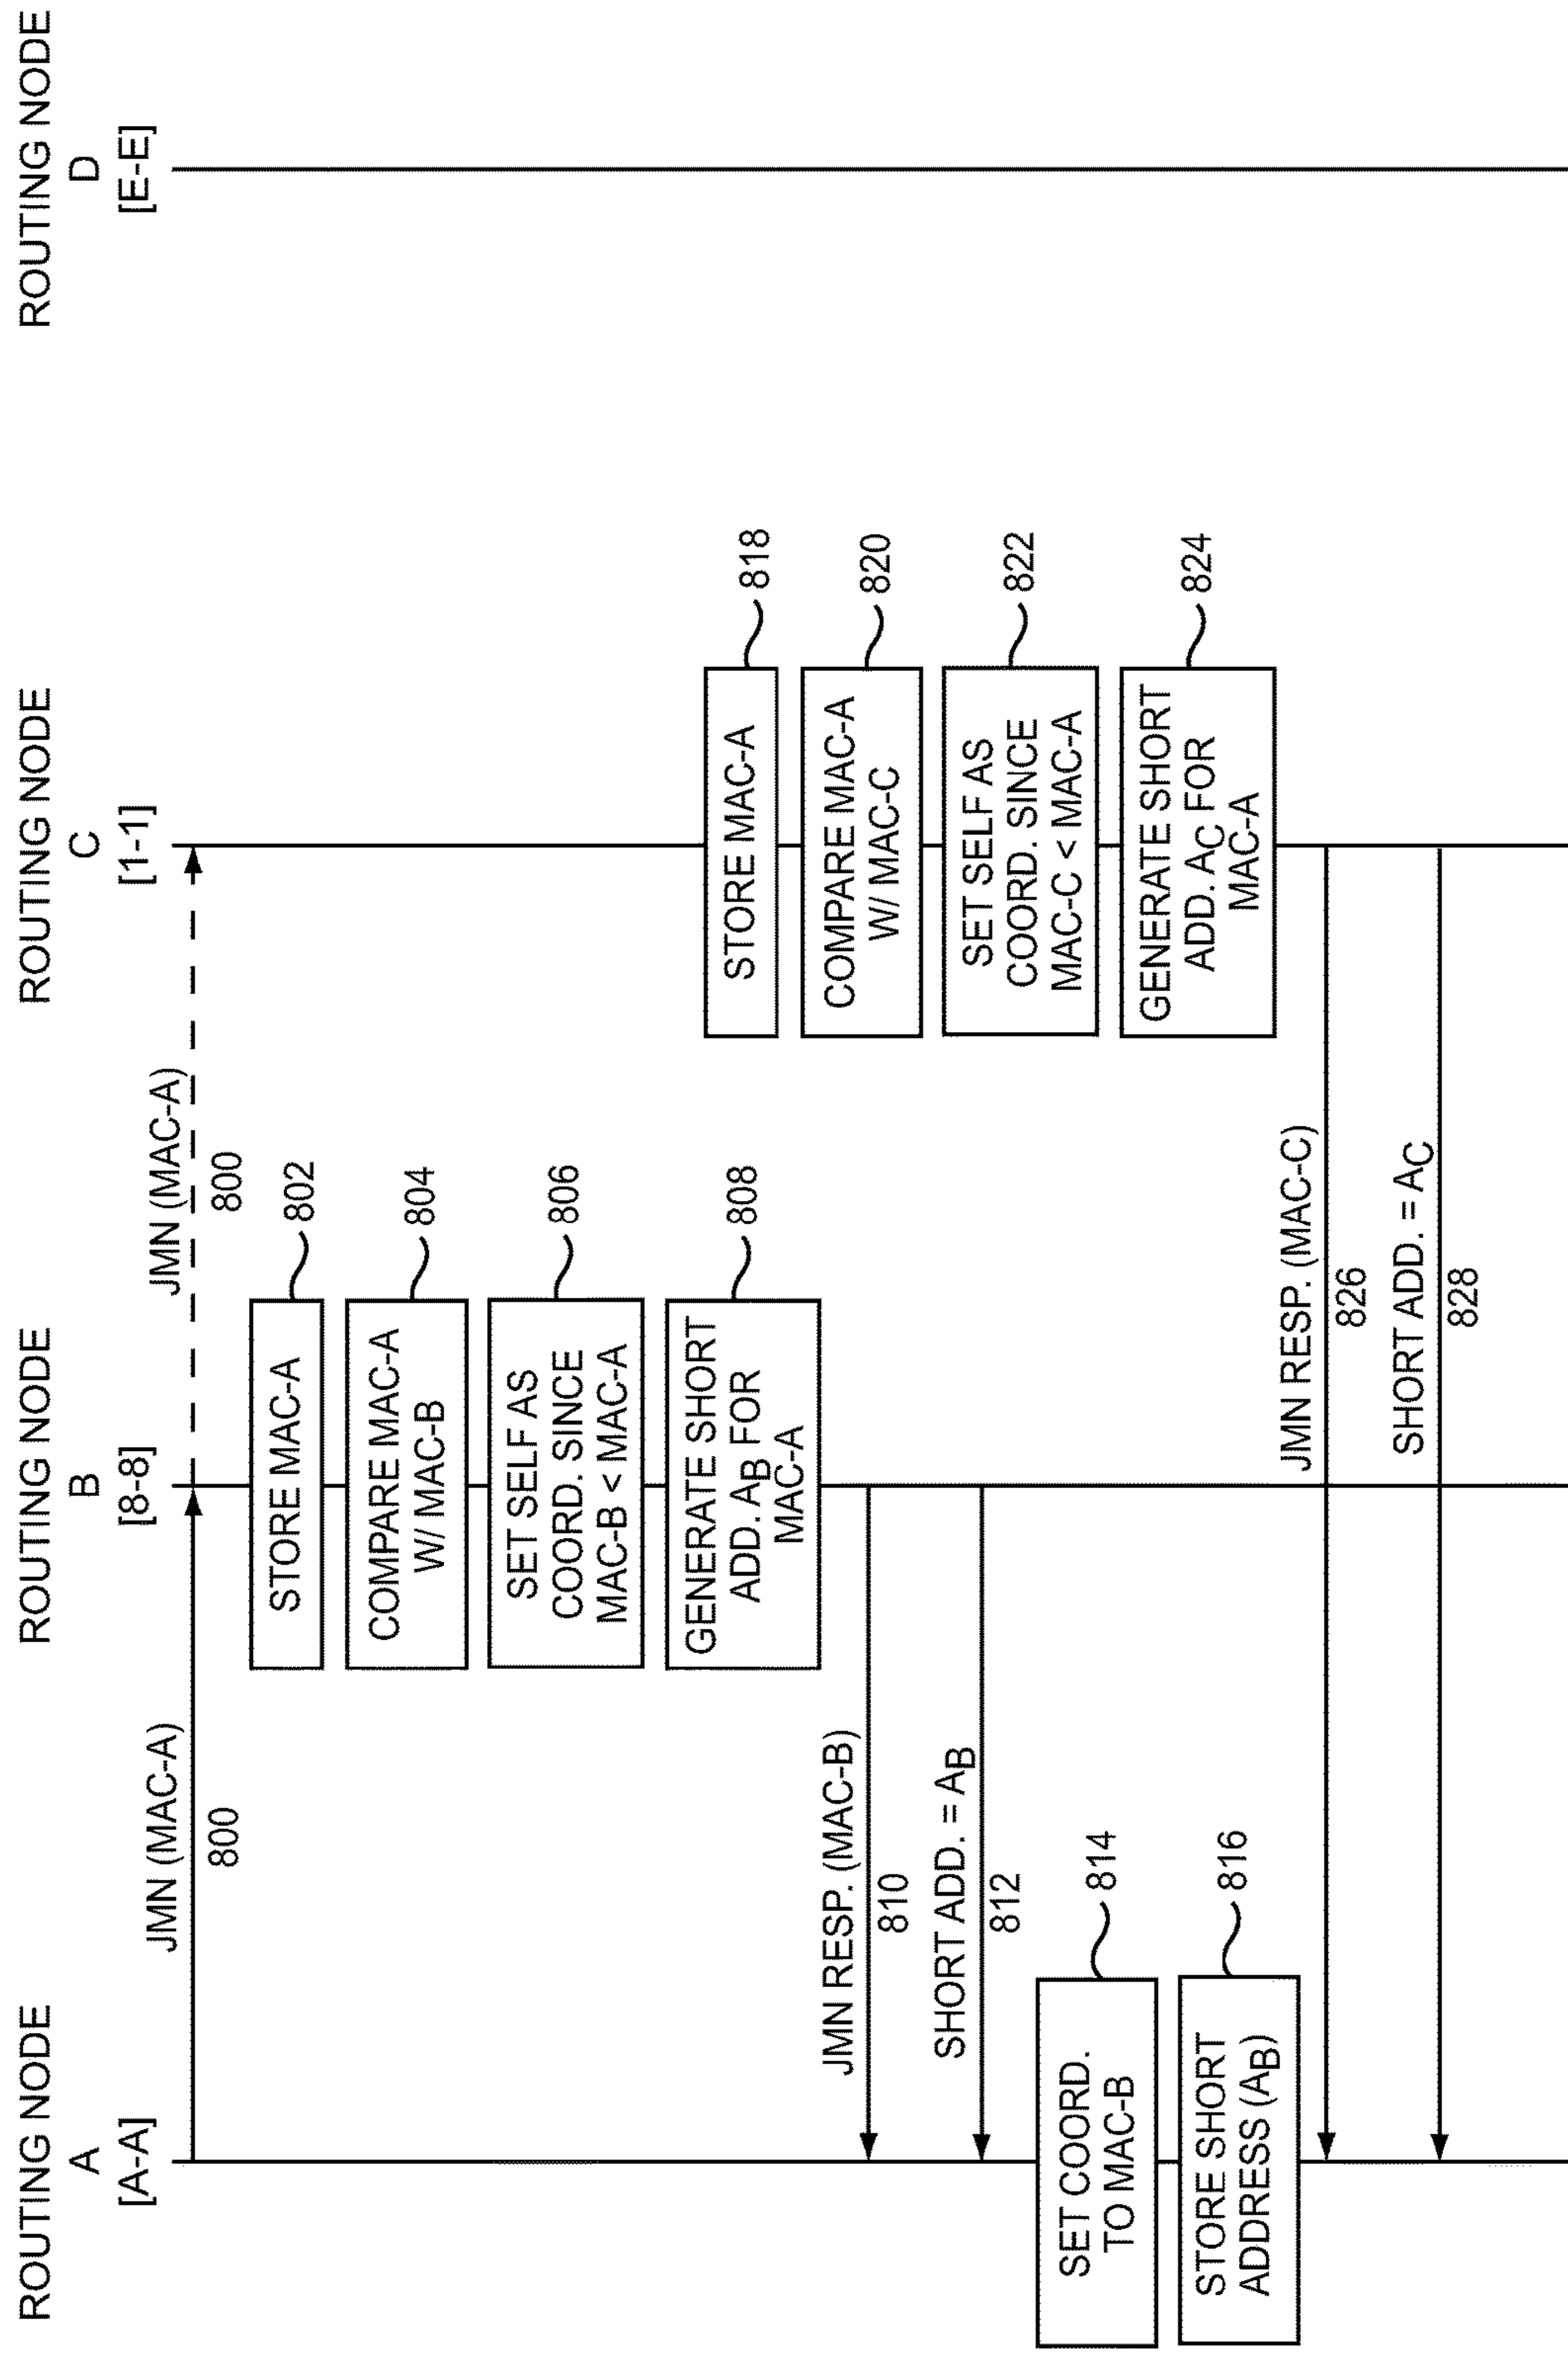 ROUTING NODE
A
[A-A]
ROUTING NODE
B
[8-8]
ROUTING NODE
C
[1-1]
ROUTING NODE
D
[E-E]
JMN (MAC-A)
800
JMN (MAC-A)
800
STORE MAC-A
802
COMPARE MAC-A
W/ MAC-B
804
SET SELF AS
COORD. SINCE
MAC-B < MAC-A
806
GENERATE SHORT
ADD. AB FOR
MAC-A
808
JMN RESP. (MAC-B)
810
SHORT ADD. = AB
812
SET COORD.
TO MAC-B
814
STORE SHORT
ADDRESS (AB)
816
STORE MAC-A
818
COMPARE MAC-A
W/ MAC-C
820
SET SELF AS
COORD. SINCE
MAC-C < MAC-A
822
GENERATE SHORT
ADD. AC FOR
MAC-A
824
JMN RESP. (MAC-C)
826
SHORT ADD. = AC
828